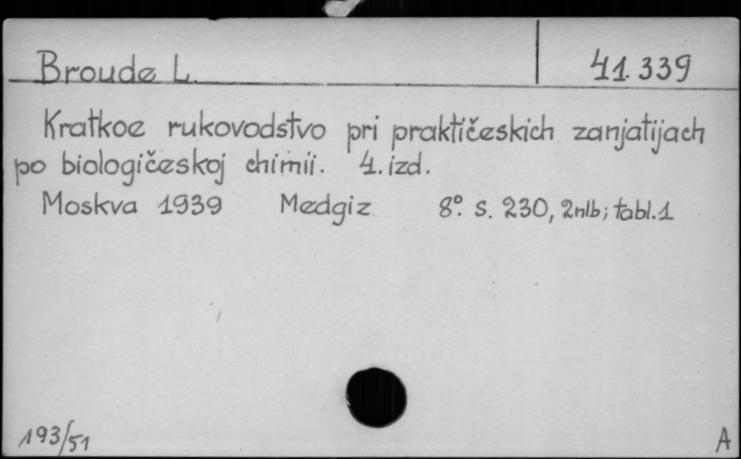 Broude L. 41.339
Kratkoe rukovodstvo pri praktičeskich zanjatijach
po biologičeskoj chimii. 4. izd.
Moskva 1939 Medgiz 8°. s. 230, 2nlb; tabl. 1
193/51 A